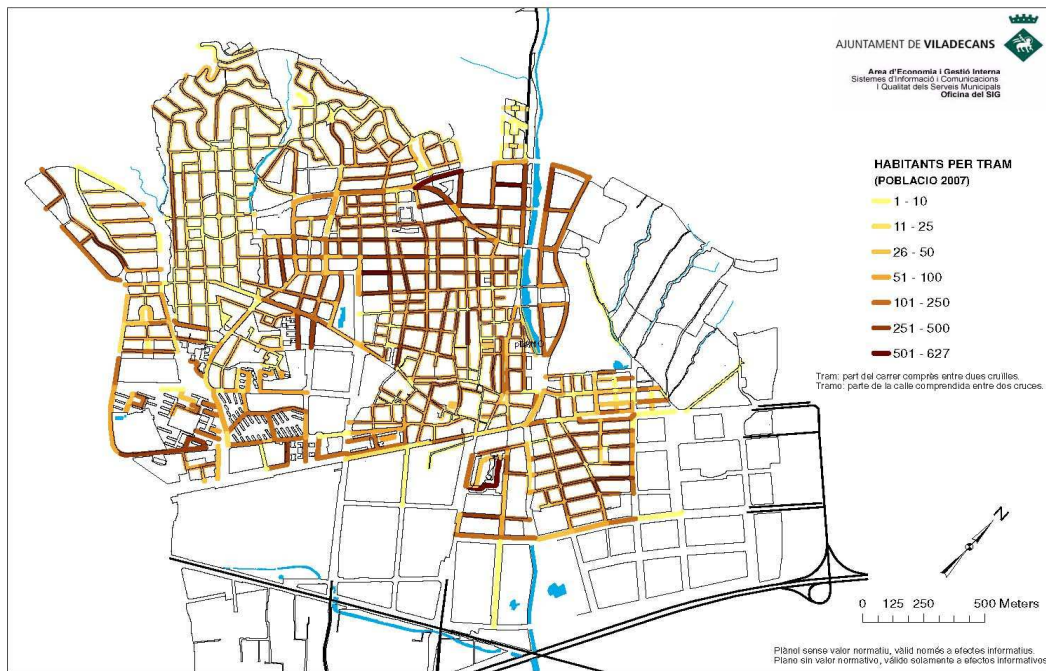 AJUNTAMENT DE VILADECANS
Area d'Economia i Gestió Interna
Sistemes d'Informació i Comunicacions
i Qualitat dels Serveis Municipals
Oficina del SIG
HABITANTS PER TRAM
(POBLACIO 2007)
1 - 10
11 - 25
26 - 50
51 - 100
101 - 250
251 - 500
501 - 627
Tram: part del carrer comprès entre dues cruïlles.
Tramo: parte de la calle comprendida entre dos cruces.
N
0 125 250 500 Meters
Plànol sense valor normatiu, vàlid només a efectes informatius.
Plano sin valor normativo, válido solamente a efectos informativos